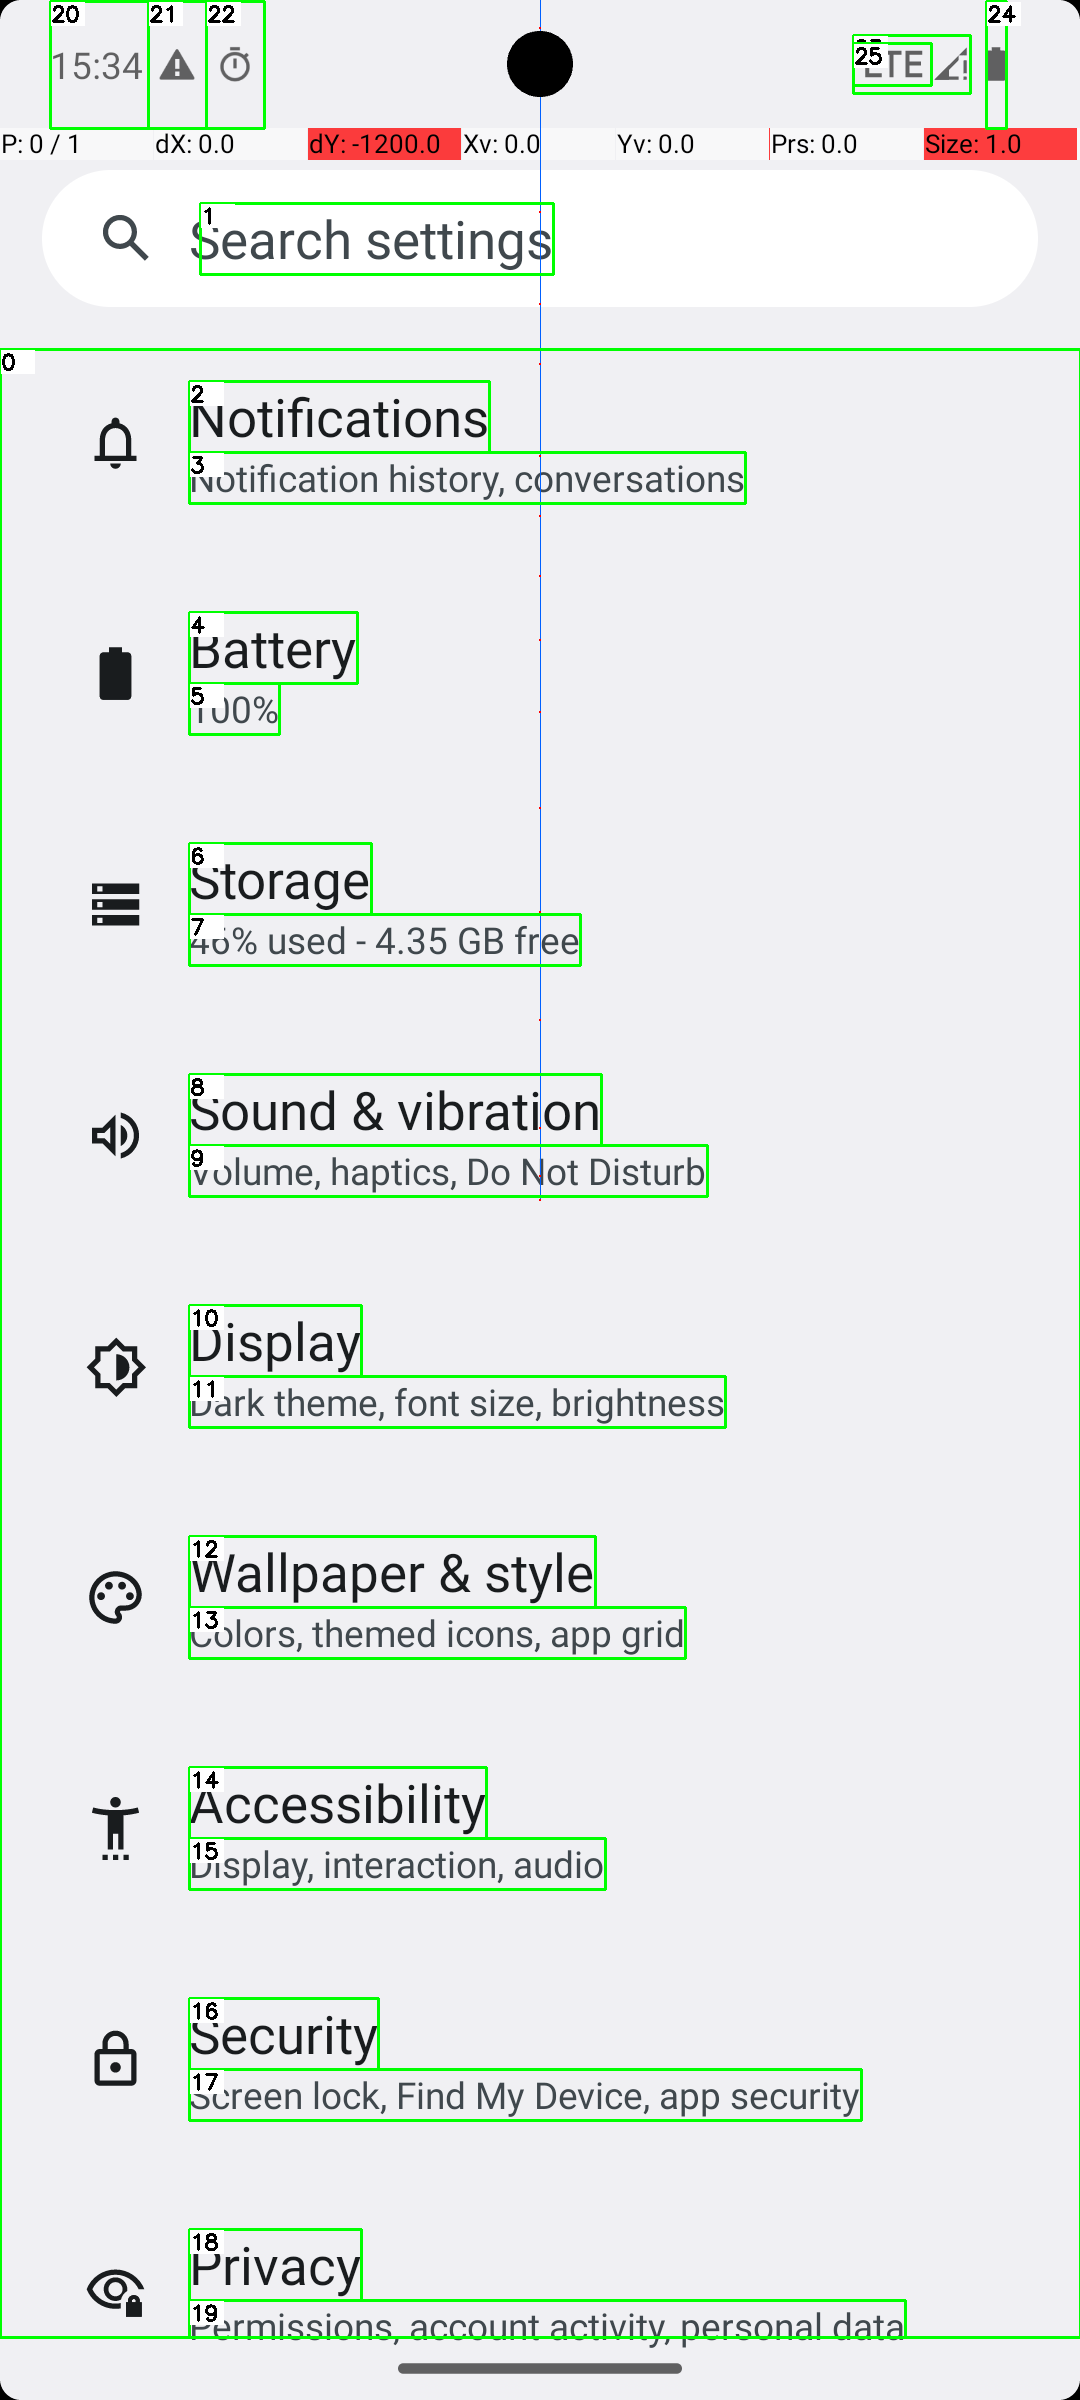 20 21 22 24
15:34 25 LTE
P: 0 / 1 dX: 0.0 dY: -1200.0 Xv: 0.0 Yv: 0.0 Prs: 0.0 Size: 1.0
1
Search settings
0
2
Notifications
3
Notification history, conversations
4
Battery
5
100%
6
Storage
7
46% used - 4.35 GB free
8
Sound & vibration
9
Volume, haptics, Do Not Disturb
10
Display
11
Dark theme, font size, brightness
12
Wallpaper & style
13
Colors, themed icons, app grid
14
Accessibility
15
Display, interaction, audio
16
Security
17
Screen lock, Find My Device, app security
18
Privacy
19
Permissions, account activity, personal data